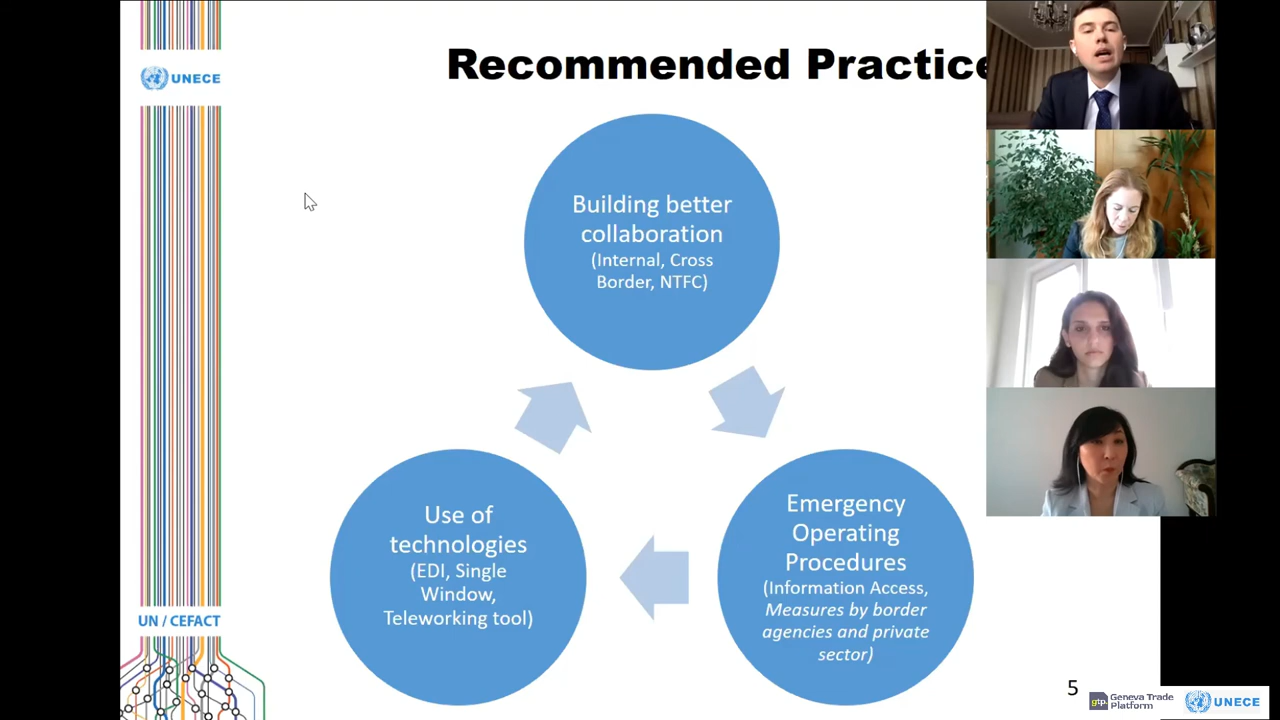 UNECE
Recommended Practice
Building better
collaboration
(Internal, Cross
Border, NTFC)
Use of
technologies
(EDI, Single
Window,
Teleworking tool)
Emergency
Operating
Procedures
(Information Access,
Measures by border
agencies and private
sector)
UN / CEFACT
5
gtp Geneva Trade
Platform
UNECE